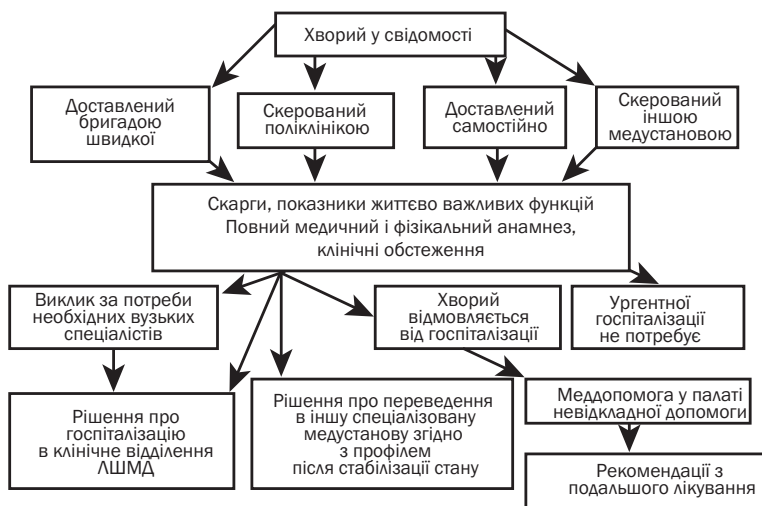 Хворий у свідомості
Доставлений
бригадою
швидкої
Скерований
поліклінікою
Доставлений
самостійно
Скерований
іншою
медустановою
Скарги, показники життєво важливих функцій
Повний медичний і фізікальний анамнез,
клінічні обстеження
Виклик за потреби
необхідних вузьких
спеціалістів
Хворий
відмовляється
від госпіталізації
Ургентної
госпіталізації
не потребує
Рішення про
госпіталізацію
в клінічне відділення
ЛШМД
Рішення про переведення
в іншу спеціалізовану
медустанову згідно
з профілем
після стабілізації стану
Меддопомога у палаті
невідкладної допомоги
Рекомендації з
подальшого лікування